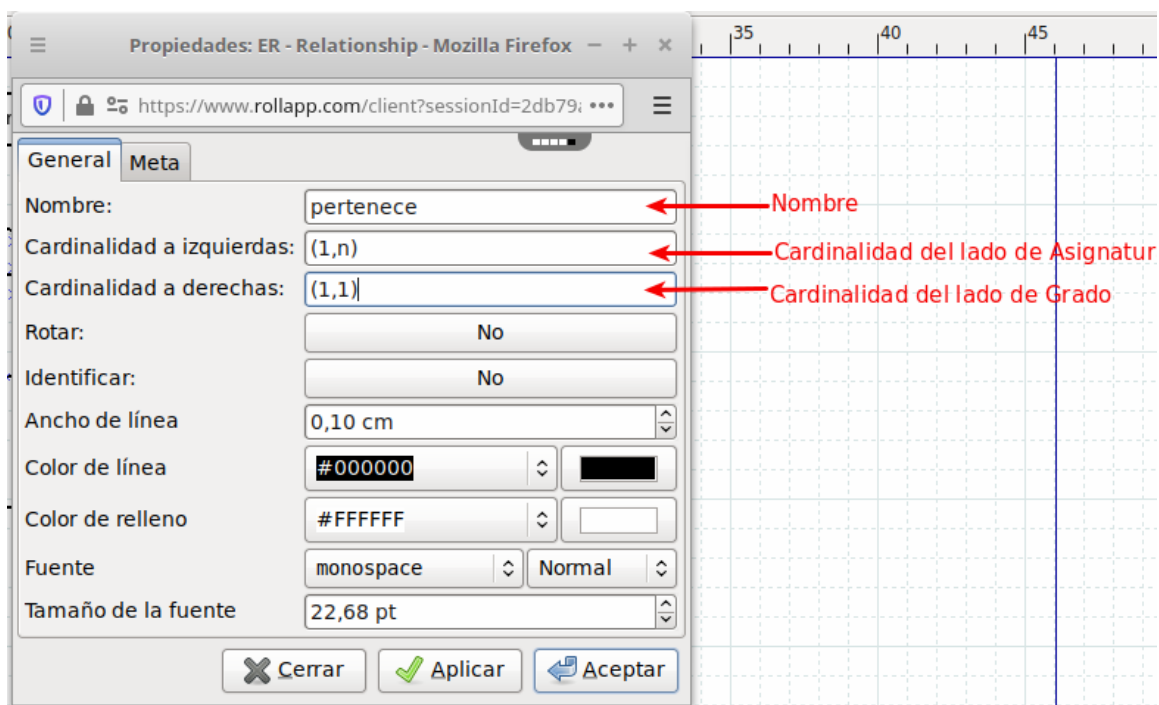 Propiedades: ER - Relationship - Mozilla Firefox
35 40 45
https://www.rollapp.com/client?sessionId=2db79
General Meta
Nombre: pertenece Nombre
Cardinalidad a izquierdas: (1,n) Cardinalidad del lado de Asignatur
Cardinalidad a derechas: (1,1) Cardinalidad del lado de Grado
Rotar: No
Identificar: No
Ancho de línea 0,10 cm
Color de línea #000000
Color de relleno #FFFFFF
Fuente monospace Normal
Tamaño de la fuente 22,68 pt
Cerrar Aplicar Aceptar